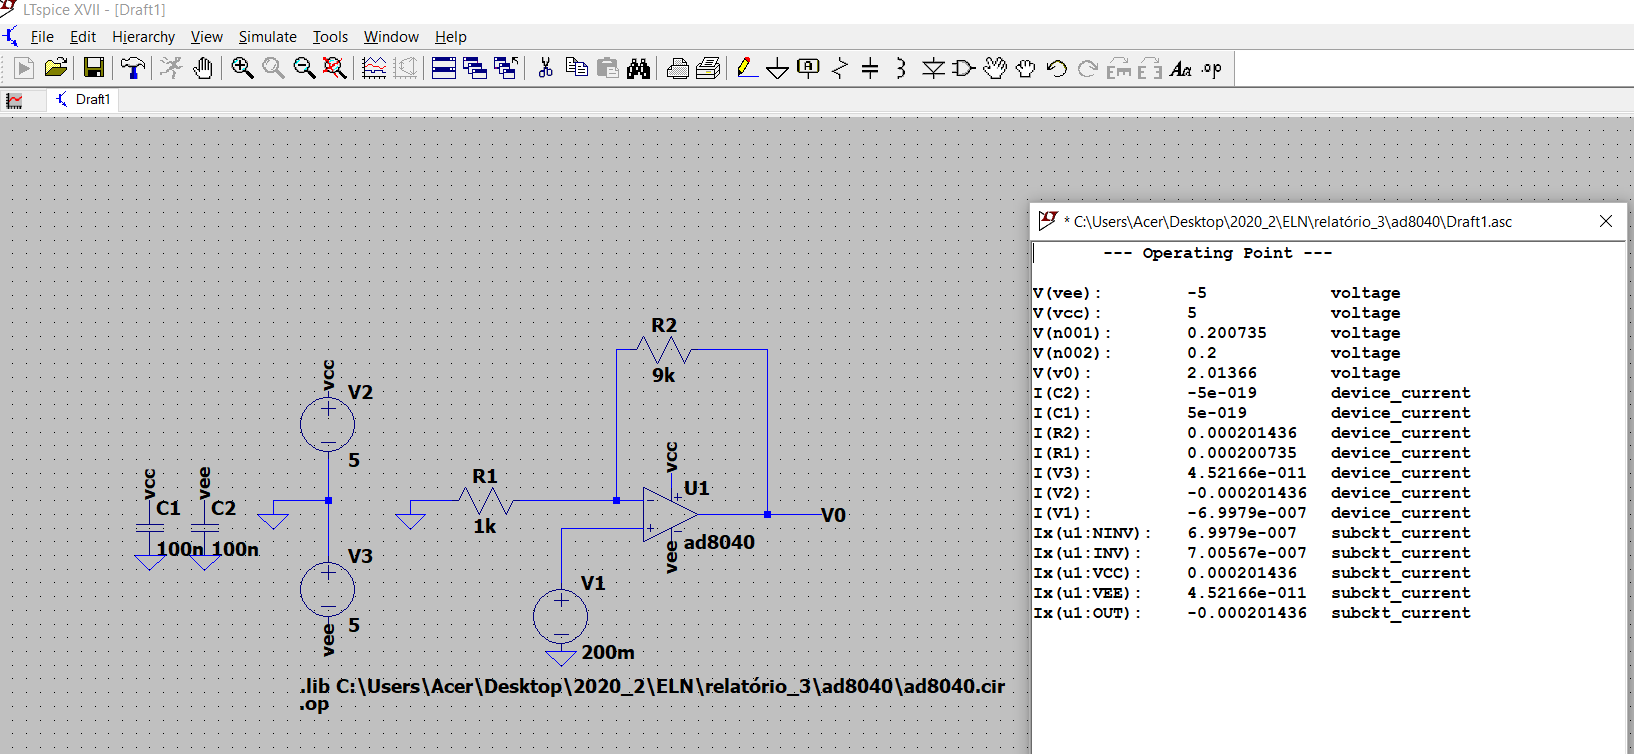 LTspice XVII - [Draft1]
File Edit Hierarchy View Simulate Tools Window Help
Aa .op
Draft1
* C:\Users\Acer\Desktop\2020_2\ELN\relatório_3\ad8040\Draft1.asc
--- Operating Point ---
V(vee): -5 voltage
V(vcc): 5 voltage
V(n001): 0.200735 voltage
V(n002): 0.2 voltage
V(v0): 2.01366 voltage
I(C2): -5e-019 device_current
I(C1): 5e-019 device_current
I(R2): 0.000201436 device_current
I(R1): 0.000200735 device_current
I(V3): 4.52166e-011 device_current
I(V2): -0.000201436 device_current
I(V1): -6.9979e-007 device_current
Ix(u1:NINV): 6.9979e-007 subckt_current
Ix(u1:INV): 7.00567e-007 subckt_current
Ix(u1:VCC): 0.000201436 subckt_current
Ix(u1:VEE): 4.52166e-011 subckt_current
Ix(u1:OUT): -0.000201436 subckt_current
R2
9k
vcc
V2
5
vcc
C1
100n
vee
C2
100n
V3
5
vee
R1
1k
vcc
U1
ad8040
vee
V0
V1
200m
.lib C:\Users\Acer\Desktop\2020_2\ELN\relatório_3\ad8040\ad8040.cir
.op